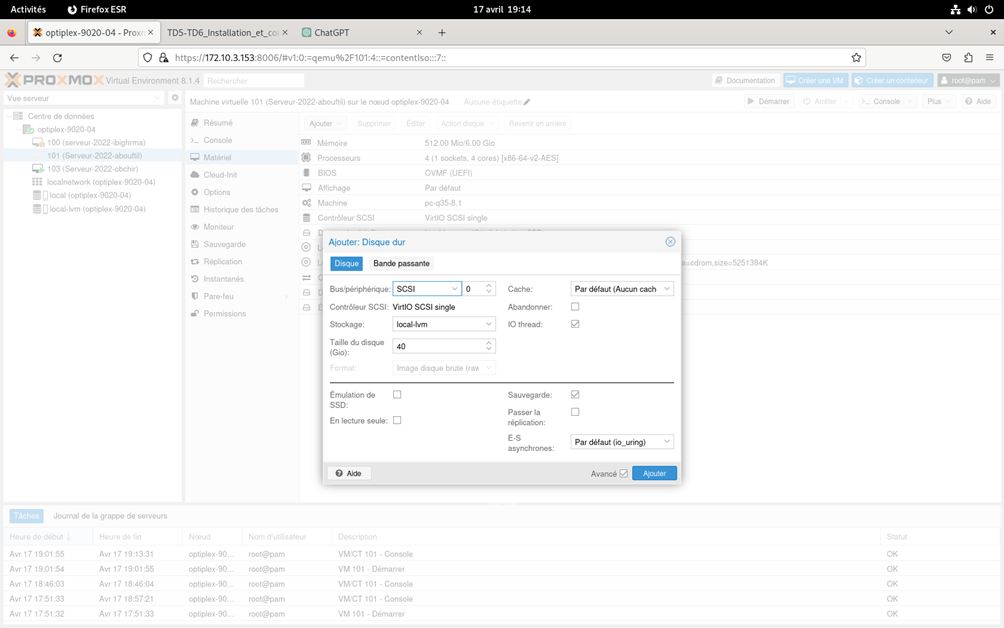 Activités Firefox ESR 17 avril 19:14
optiplex-9020-04 - Proxm TD5-TD6_Installation_et_co ChatGPT
https://172.10.3.153:8006/#v1:0:=qemu%2F101:4::=contentIso:::7::
PROXMOX Virtual Environment 8.1.4 Rechercher Documentation Créer une VM Créer un conteneur root@pam
Vue serveur
Machine virtuelle 101 (Serveur-2022-abouftil) sur le nœud optiplex-9020-04 Aucune étiquette Démarrer Arrêter Console Plus Aide
Centre de données
optiplex-9020-04
100 (serveur-2022-ibighrma)
101 (Serveur-2022-abouftil)
103 (Serveur-2022-obchir)
localnetwork (optiplex-9020-04)
local (optiplex-9020-04)
local-lvm (optiplex-9020-04)
Résumé
Console
Matériel
Cloud-Init
Options
Historique des tâches
Moniteur
Sauvegarde
Réplication
Instantanés
Pare-feu
Permissions
Ajouter Supprimer Éditer Action disque Revenir en arrière
Mémoire 512.00 Mio/6.00 Gio
Processeurs 4 (1 sockets, 4 cores) [x86-64-v2-AES]
BIOS OVMF (UEFI)
Affichage Par défaut
Machine pc-q35-8.1
Contrôleur SCSI VirtIO SCSI single
a=cdrom,size=5251384K
Ajouter: Disque dur
Disque Bande passante
Bus/périphérique: SCSI 0 Cache: Par défaut (Aucun cach
Contrôleur SCSI: VirtIO SCSI single Abandonner:
Stockage: local-lvm IO thread:
Taille du disque
(Gio): 40
Format: Image disque brute (raw
Émulation de
SSD:
Sauvegarde:
En lecture seule:
Passer la
réplication:
E-S
asynchrones: Par défaut (io_uring)
Aide Avancé Ajouter
Tâches Journal de la grappe de serveurs
Heure de début Heure de fin Nœud Nom d'utilisateur Description Statut
Avr 17 19:01:55 Avr 17 19:13:31 optiplex-90... root@pam VM/CT 101 - Console OK
Avr 17 19:01:54 Avr 17 19:01:55 optiplex-90... root@pam VM 101 - Démarrer OK
Avr 17 18:46:03 Avr 17 18:46:04 optiplex-90... root@pam VM/CT 103 - Console OK
Avr 17 17:51:33 Avr 17 18:57:21 optiplex-90... root@pam VM/CT 101 - Console OK
Avr 17 17:51:32 Avr 17 17:51:33 optiplex-90... root@pam VM 101 - Démarrer OK